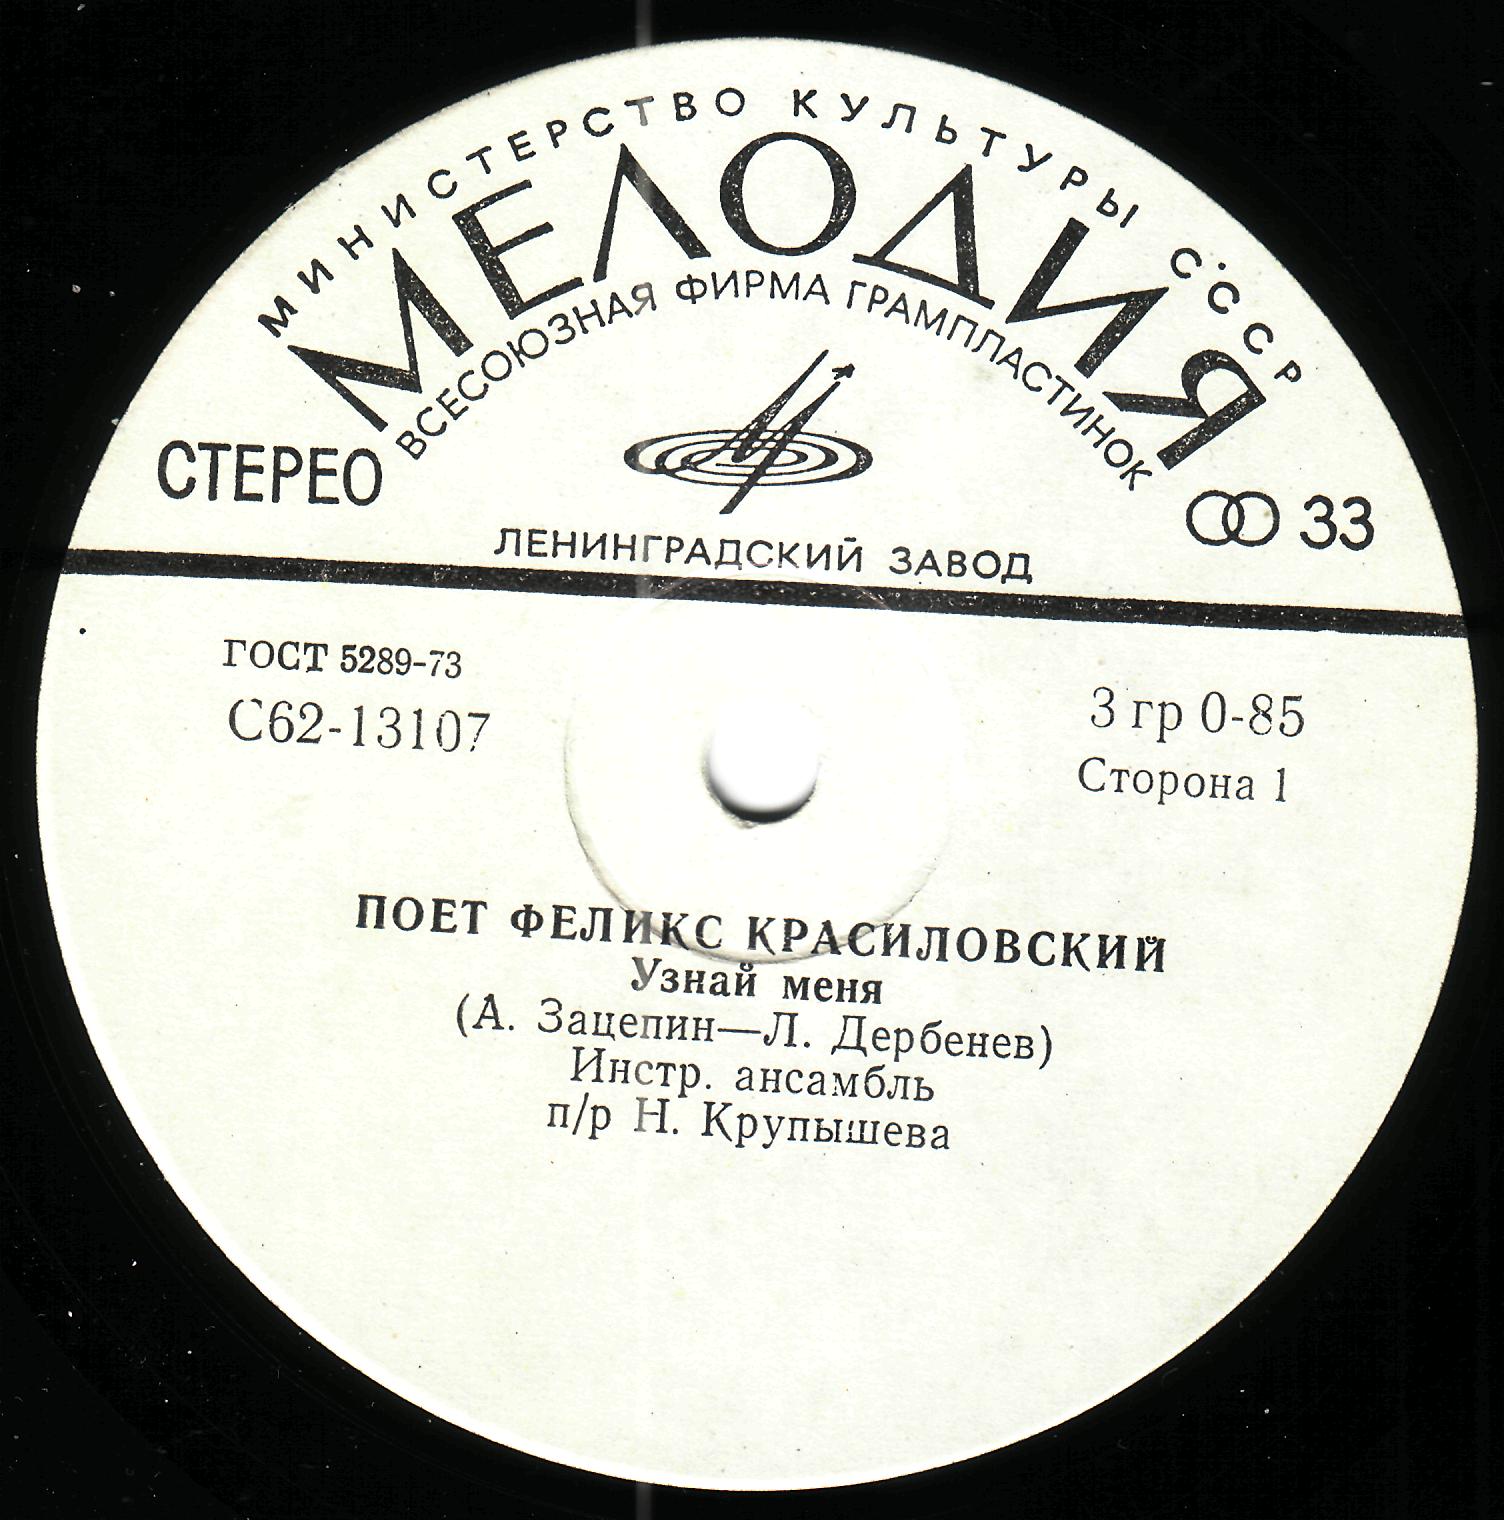 МИНИСТЕРСТВО КУЛЬТУРЫ СССР
МЕЛОДИЯ
ВСЕСОЮЗНАЯ ФИРМА ГРАМПЛАСТИНОК
СТЕРЕО
33
ЛЕНИНГРАДСКИЙ ЗАВОД
ГОСТ 5289-73
С62-13107
3 гр 0-85
Сторона 1
ПОЕТ ФЕЛИКС КРАСИЛОВСКИЙ
Узнай меня
(А. Зацепин—Л. Дербенев)
Инстр. ансамбль
п/р Н. Крупышева